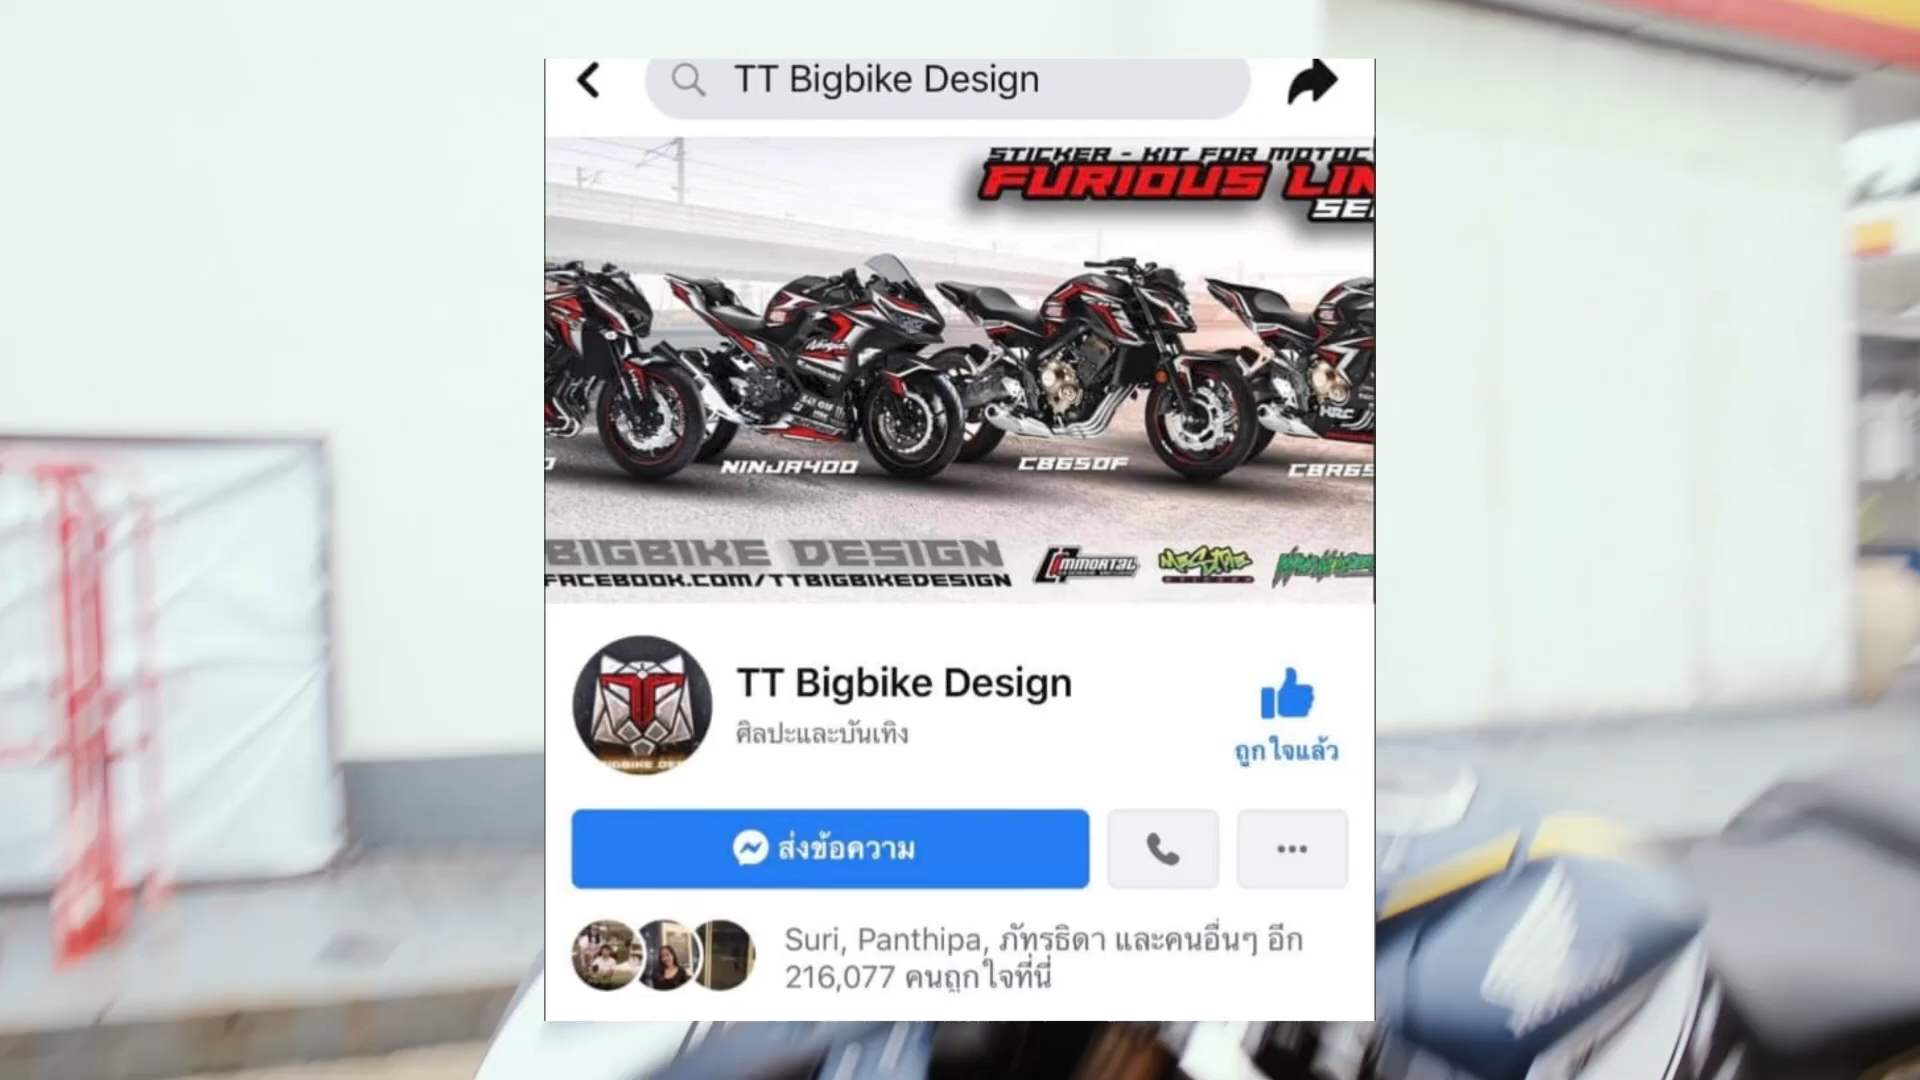 TT Bigbike Design
STICKER - KIT FOR MOTOC
FURIOUS LIN
SE
Ninja
HRC
NINJA400
CB650F
CBR65
BIGBIKE DESIGN
FACEBOOK.COM/TTBIGBIKEDESIGN
IMMORTAL
MRSTYLE
TT Bigbike Design
ศิลปะและบันเทิง
ถูกใจแล้ว
ส่งข้อความ
Suri, Panthipa, ภัทรธิดา และคนอื่นๆ อีก
216,077 คนถูกใจที่นี่